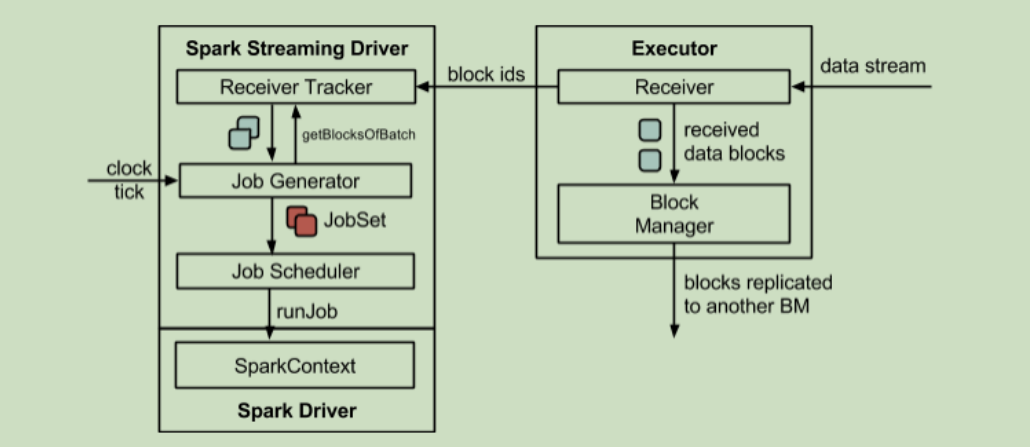 Spark Streaming Driver
Receiver Tracker
getBlocksOfBatch
clock
tick
Job Generator
JobSet
Job Scheduler
runJob
SparkContext
Spark Driver
block ids
Executor
data stream
Receiver
received
data blocks
Block
Manager
blocks replicated
to another BM